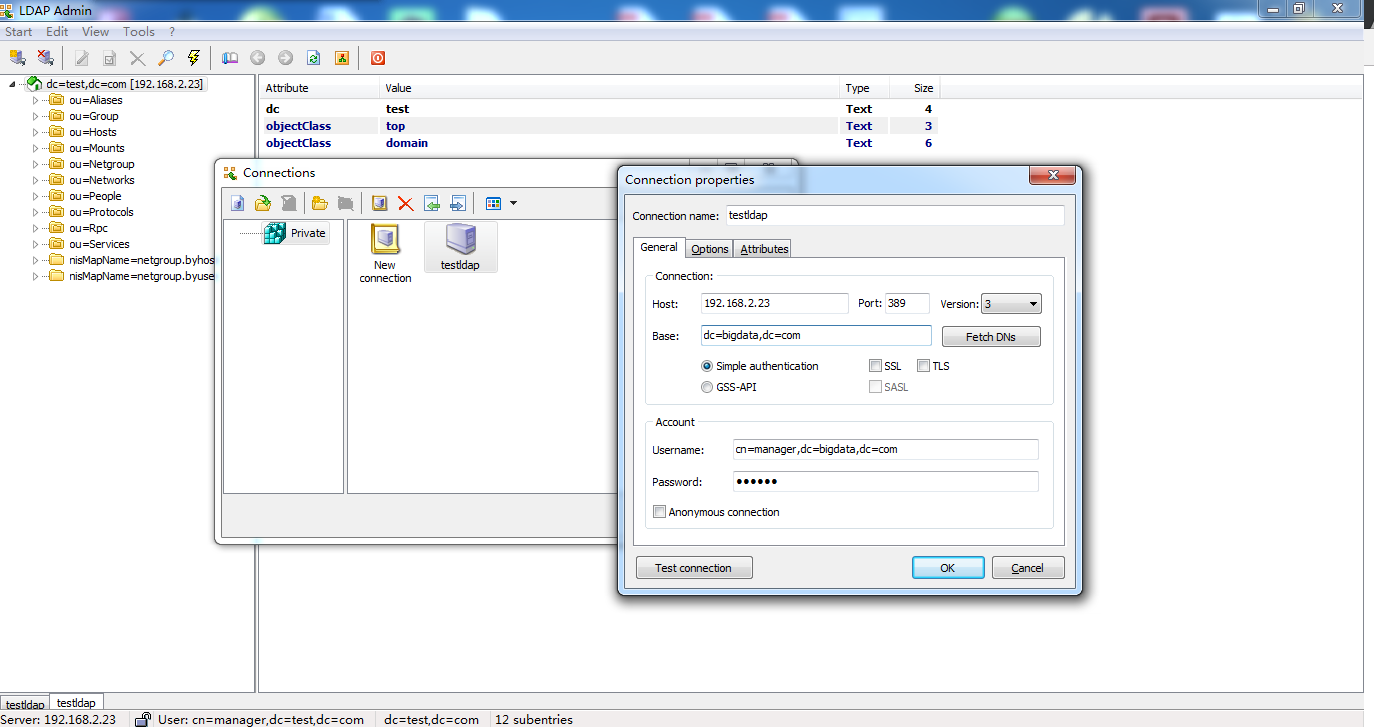 LDAP Admin
Start Edit View Tools ?
dc=test,dc=com [192.168.2.23]
ou=Aliases
ou=Group
ou=Hosts
ou=Mounts
ou=Netgroup
ou=Networks
ou=People
ou=Protocols
ou=Rpc
ou=Services
nisMapName=netgroup.byhos
nisMapName=netgroup.byuse
Attribute Value Type Size
dc test Text 4
objectClass top Text 3
objectClass domain Text 6
Connections
Private
New
connection
testldap
Connection properties
Connection name: testldap
General Options Attributes
Connection:
Host: 192.168.2.23 Port: 389 Version: 3
Base: dc=bigdata,dc=com Fetch DNs
Simple authentication SSL TLS
GSS-API SASL
Account
Username: cn=manager,dc=bigdata,dc=com
Password: ●●●●●●
Anonymous connection
Test connection OK Cancel
testldap testldap
Server: 192.168.2.23 User: cn=manager,dc=test,dc=com dc=test,dc=com 12 subentries